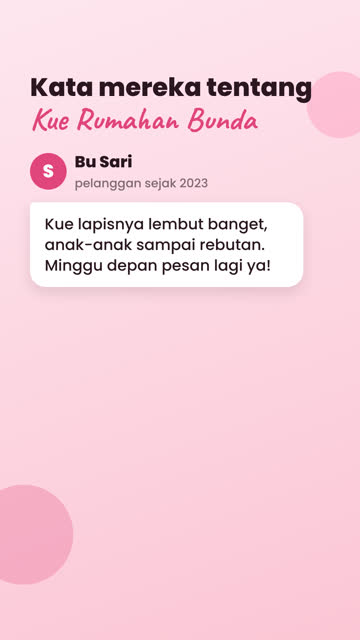 Kata mereka tentang
Kue Rumahan Bunda
S
Bu Sari
pelanggan sejak 2023
Kue lapisnya lembut banget,
anak-anak sampai rebutan.
Minggu depan pesan lagi ya!